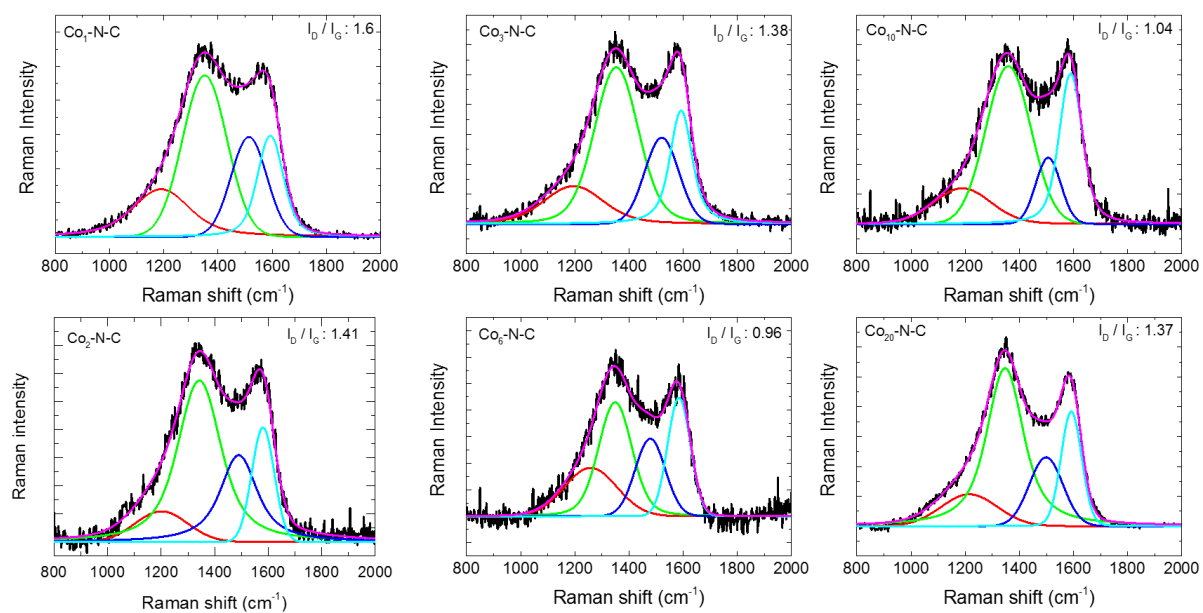 Co1-N-C
ID / IG : 1.6
Raman Intensity
800 1000 1200 1400 1600 1800 2000
Raman shift (cm-1)
Co3-N-C
ID / IG : 1.38
Raman Intensity
800 1000 1200 1400 1600 1800 2000
Raman shift (cm-1)
Co10-N-C
ID / IG : 1.04
Raman Intensity
800 1000 1200 1400 1600 1800 2000
Raman shift (cm-1)
Co2-N-C
ID / IG : 1.41
Raman intensity
800 1000 1200 1400 1600 1800 2000
Raman shift (cm-1)
Co6-N-C
ID / IG : 0.96
Raman Intensity
800 1000 1200 1400 1600 1800 2000
Raman shift (cm-1)
Co20-N-C
ID / IG : 1.37
Raman Intensity
800 1000 1200 1400 1600 1800 2000
Raman shift (cm-1)